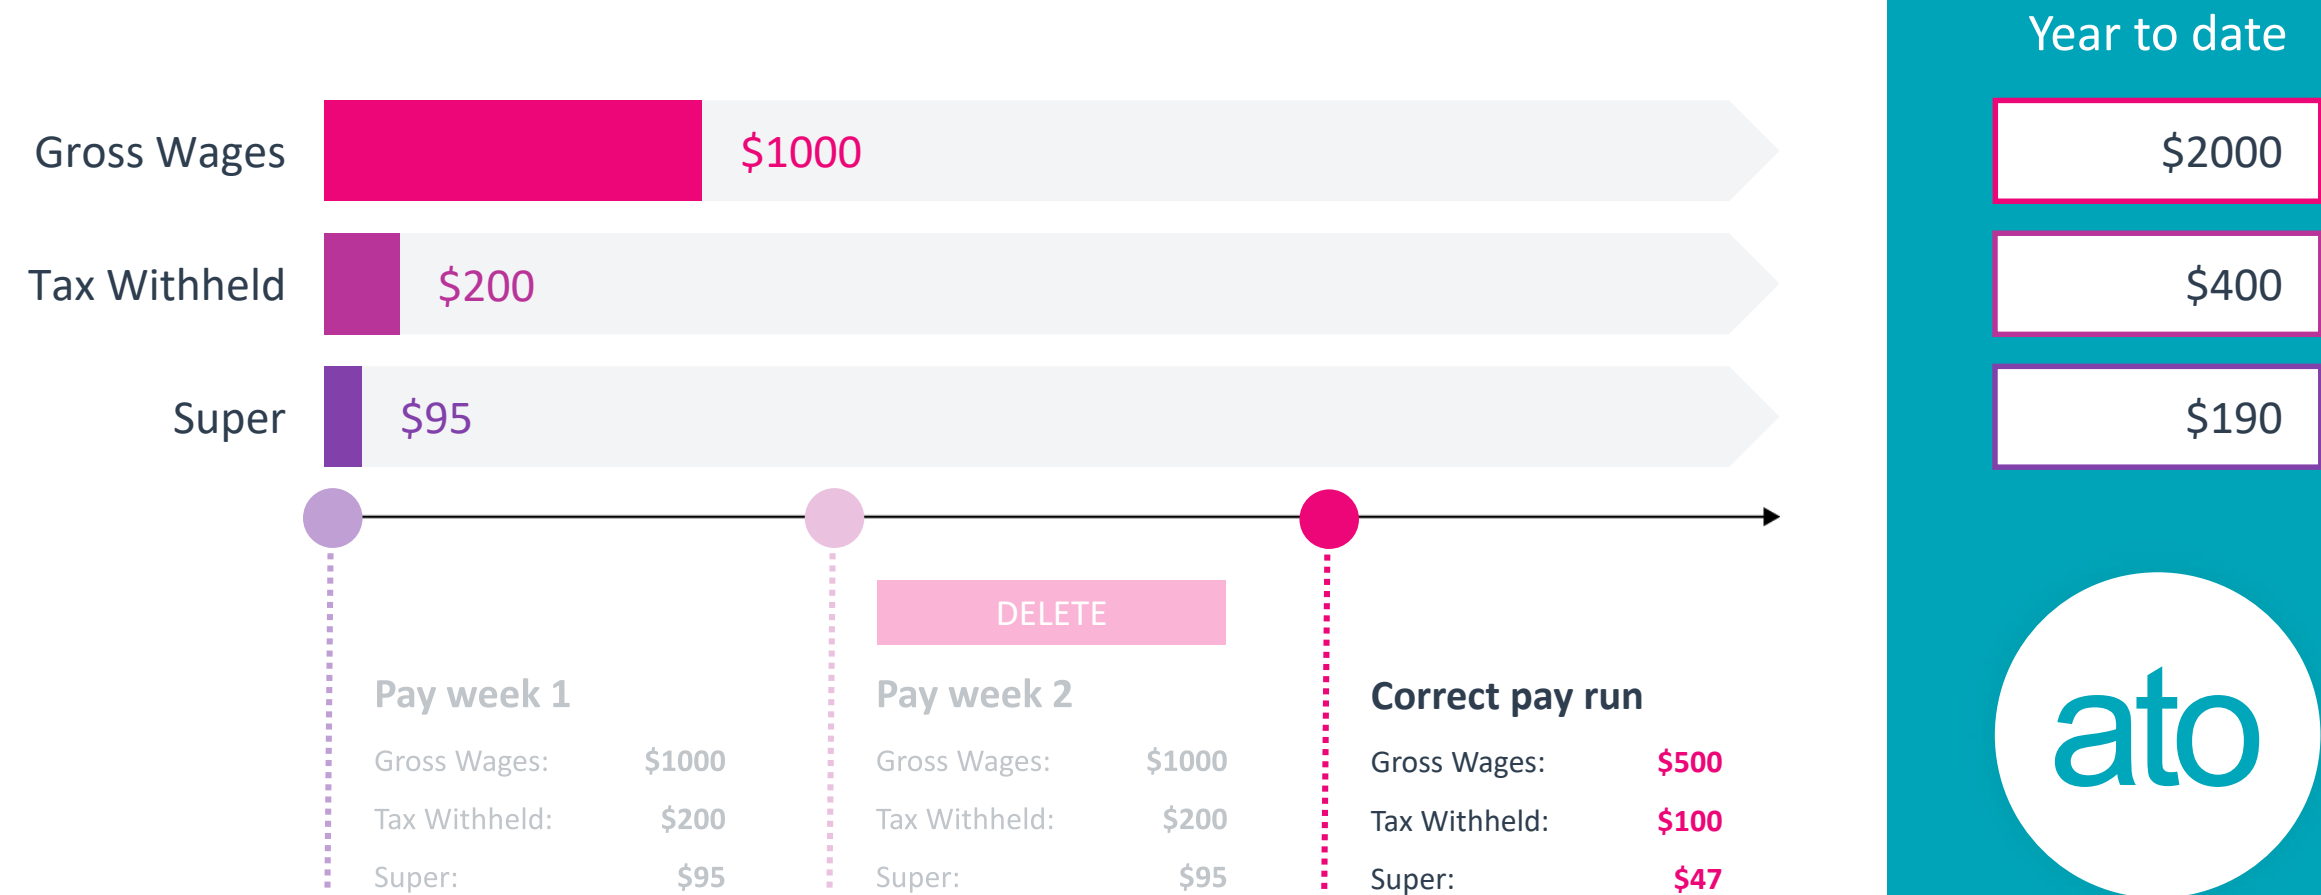 Year to date
Gross Wages $1000 $2000
Tax Withheld $200 $400
Super $95 $190
DELETE
Pay week 1
Gross Wages: $1000
Tax Withheld: $200
Super: $95
Pay week 2
Gross Wages: $1000
Tax Withheld: $200
Super: $95
Correct pay run
Gross Wages: $500
Tax Withheld: $100
Super: $47
ato